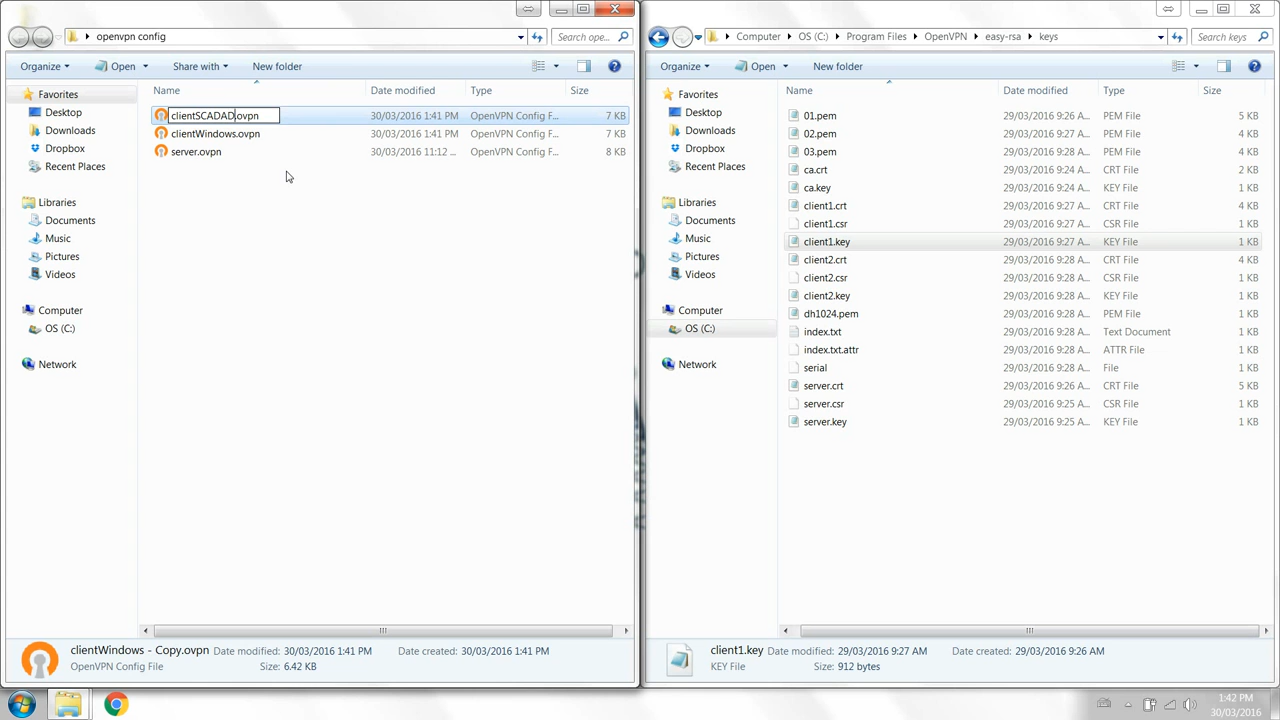 openvpn config
Search ope...
Organize
Open
Share with
New folder
Name
Date modified
Type
Size
Favorites
Desktop
Downloads
Dropbox
Recent Places
Libraries
Documents
Music
Pictures
Videos
Computer
OS (C:)
Network
clientSCADAD.ovpn 30/03/2016 1:41 PM OpenVPN Config F... 7 KB
clientWindows.ovpn 30/03/2016 1:41 PM OpenVPN Config F... 7 KB
server.ovpn 30/03/2016 11:12 ... OpenVPN Config F... 8 KB
clientWindows - Copy.ovpn Date modified: 30/03/2016 1:41 PM Date created: 30/03/2016 1:41 PM
OpenVPN Config File Size: 6.42 KB
Computer OS (C:) Program Files OpenVPN easy-rsa keys
Search keys
Organize
Open
New folder
Name
Date modified
Type
Size
Favorites
Desktop
Downloads
Dropbox
Recent Places
Libraries
Documents
Music
Pictures
Videos
Computer
OS (C:)
Network
01.pem 29/03/2016 9:26 A... PEM File 5 KB
02.pem 29/03/2016 9:27 A... PEM File 4 KB
03.pem 29/03/2016 9:28 A... PEM File 4 KB
ca.crt 29/03/2016 9:24 A... CRT File 2 KB
ca.key 29/03/2016 9:24 A... KEY File 1 KB
client1.crt 29/03/2016 9:27 A... CRT File 4 KB
client1.csr 29/03/2016 9:27 A... CSR File 1 KB
client1.key 29/03/2016 9:27 A... KEY File 1 KB
client2.crt 29/03/2016 9:28 A... CRT File 4 KB
client2.csr 29/03/2016 9:28 A... CSR File 1 KB
client2.key 29/03/2016 9:28 A... KEY File 1 KB
dh1024.pem 29/03/2016 9:28 A... PEM File 1 KB
index.txt 29/03/2016 9:28 A... Text Document 1 KB
index.txt.attr 29/03/2016 9:28 A... ATTR File 1 KB
serial 29/03/2016 9:28 A... File 1 KB
server.crt 29/03/2016 9:26 A... CRT File 5 KB
server.csr 29/03/2016 9:25 A... CSR File 1 KB
server.key 29/03/2016 9:25 A... KEY File 1 KB
client1.key Date modified: 29/03/2016 9:27 AM Date created: 29/03/2016 9:26 AM
KEY File Size: 912 bytes
1:42 PM
30/03/2016